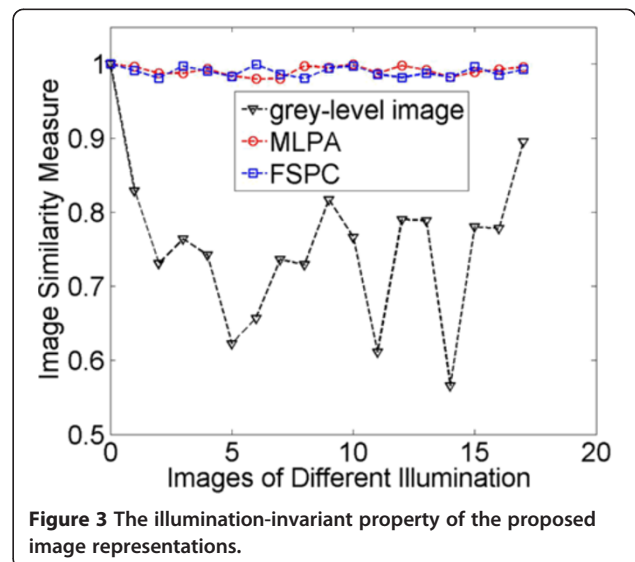 1
0.9
0.8
0.7
0.6
0.5
Image Similarity Measure
grey-level image
MLPA
FSPC
0 5 10 15 20
Images of Different Illumination
Figure 3 The illumination-invariant property of the proposed
image representations.